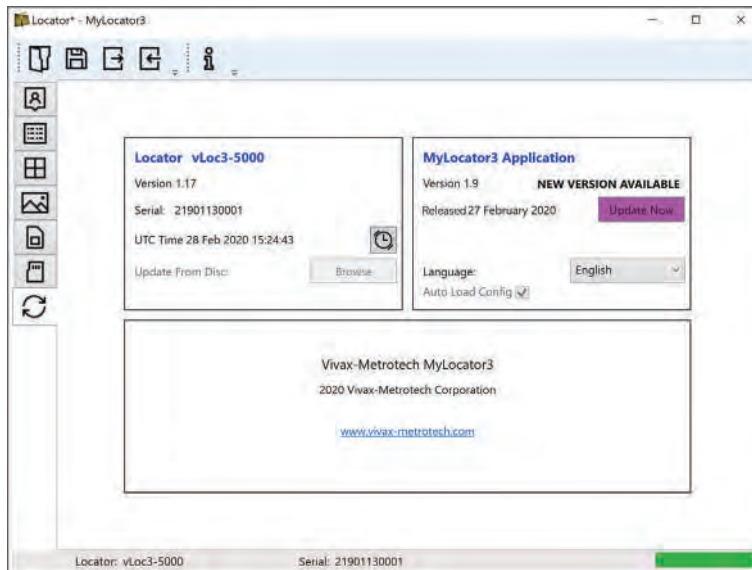 Locator* - MyLocator3
Locator vLoc3-5000
Version 1.17
Serial: 21901130001
UTC Time 28 Feb 2020 15:24:43
Update From Disc: Browse
MyLocator3 Application
Version 1.9 NEW VERSION AVAILABLE
Released 27 February 2020 Update Now
Language: English
Auto Load Config
Vivax-Metrotech MyLocator3
2020 Vivax-Metrotech Corporation
www.vivax-metrotech.com
Locator: vLoc3-5000 Serial: 21901130001